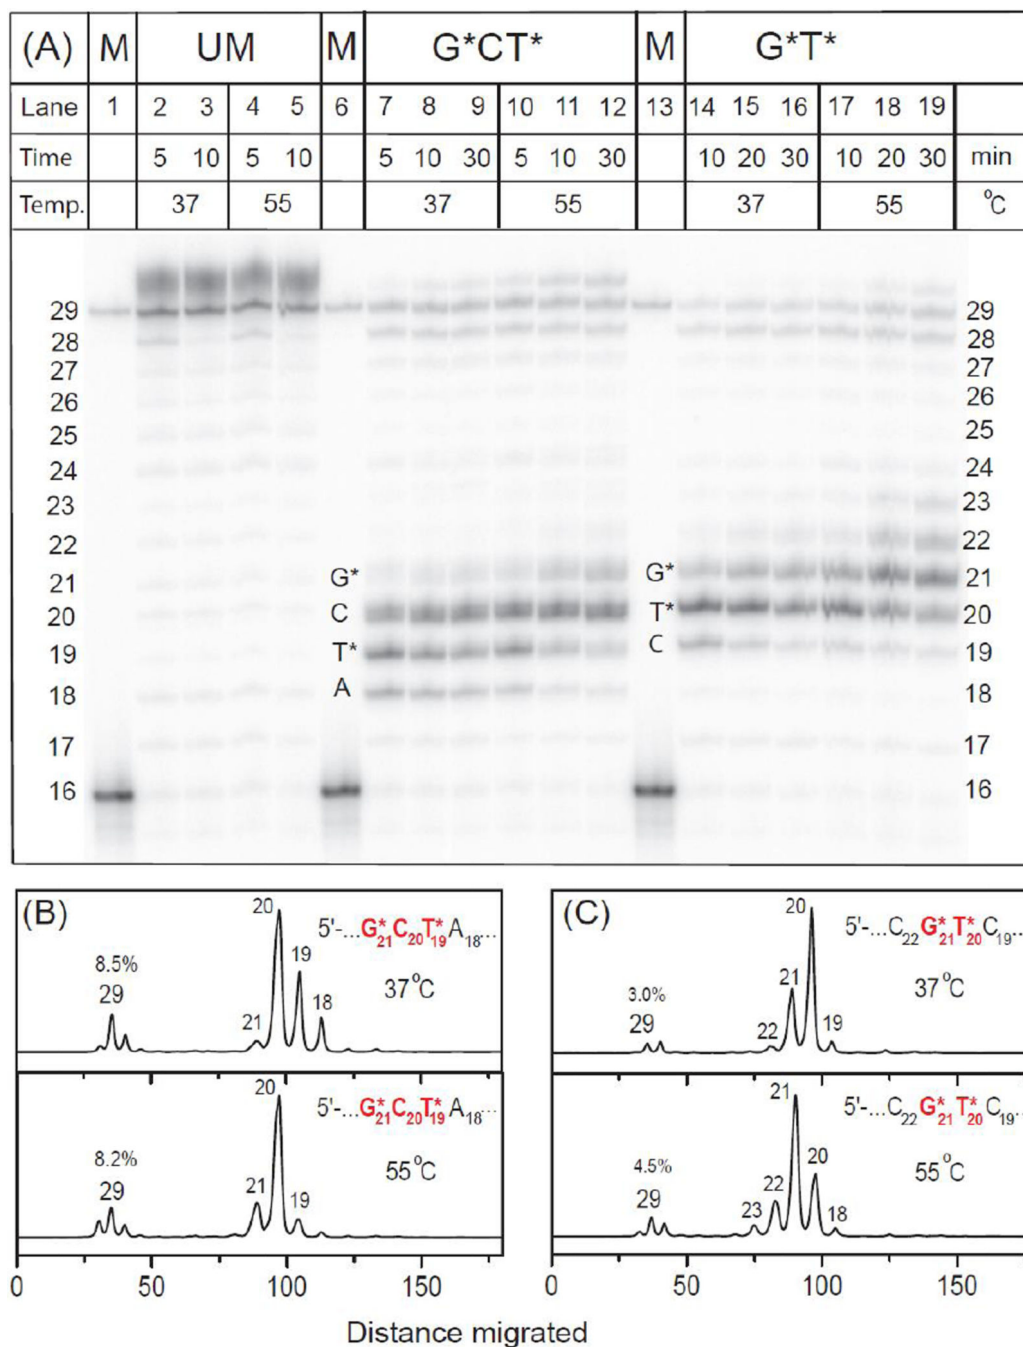 (A) M UM M G*CT* M G*T*
Lane 1 2 3 4 5 6 7 8 9 10 11 12 13 14 15 16 17 18 19
Time 5 10 5 10 5 10 30 5 10 30 10 20 30 10 20 30 min
Temp. 37 55 37 55 37 55 °C
29 29
28 28
27 27
26 26
25 25
24 24
23 23
22 22
21 G* G* 21
20 C T* 20
19 T* C 19
18 A 18
17 17
16 16
(B) 20 5'-...G*21C20T*19A18...
8.5% 37°C
29 21 19 18
(C) 20 5'-...C22G*21T*20C19...
3.0% 37°C
29 22 21 19
20 5'-...G*21C20T*19A18...
8.2% 55°C
29 21 19
21 5'-...C22G*21T*20C19...
4.5% 55°C
29 23 22 20 18
0 50 100 150 0 50 100 150
Distance migrated